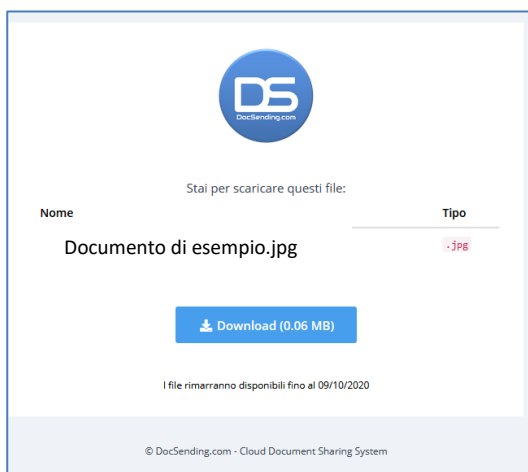 DS
DocSending.com
Stai per scaricare questi file:
Nome Tipo
Documento di esempio.jpg .jpg
Download (0.06 MB)
I file rimarranno disponibili fino al 09/10/2020
© DocSending.com - Cloud Document Sharing System